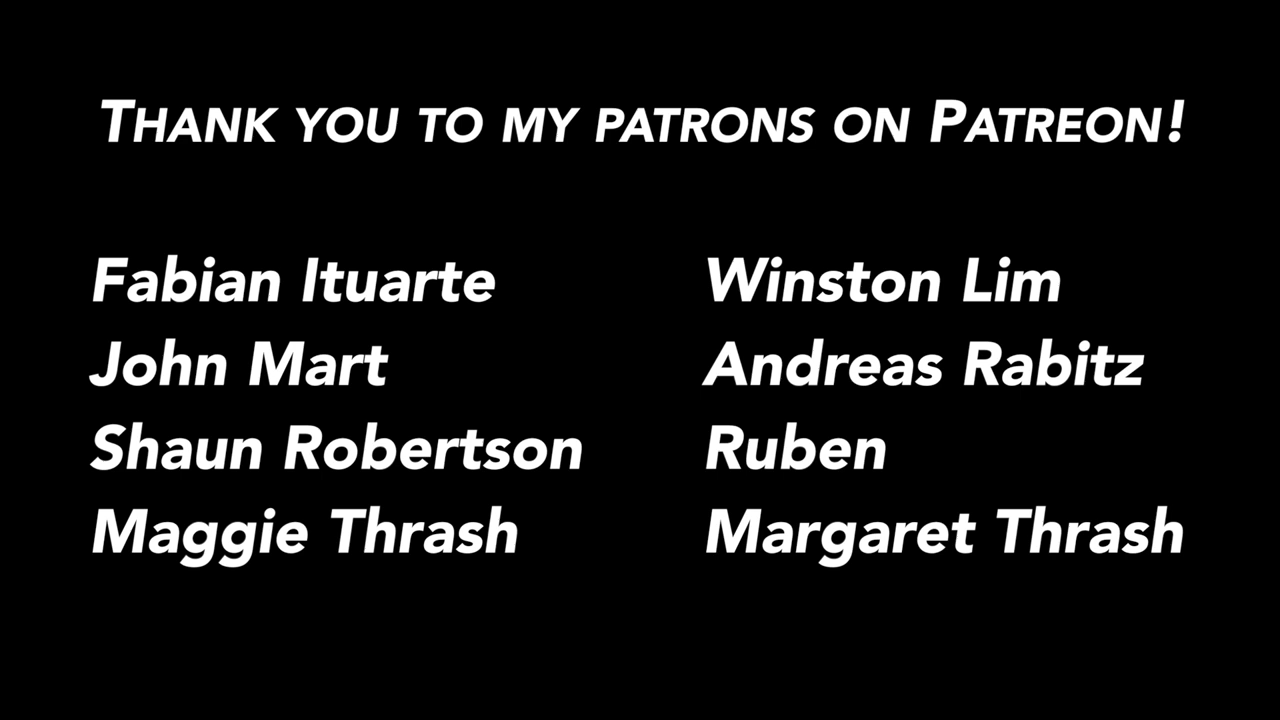 Thank you to my patrons on Patreon!
Fabian Ituarte
John Mart
Shaun Robertson
Maggie Thrash
Winston Lim
Andreas Rabitz
Ruben
Margaret Thrash